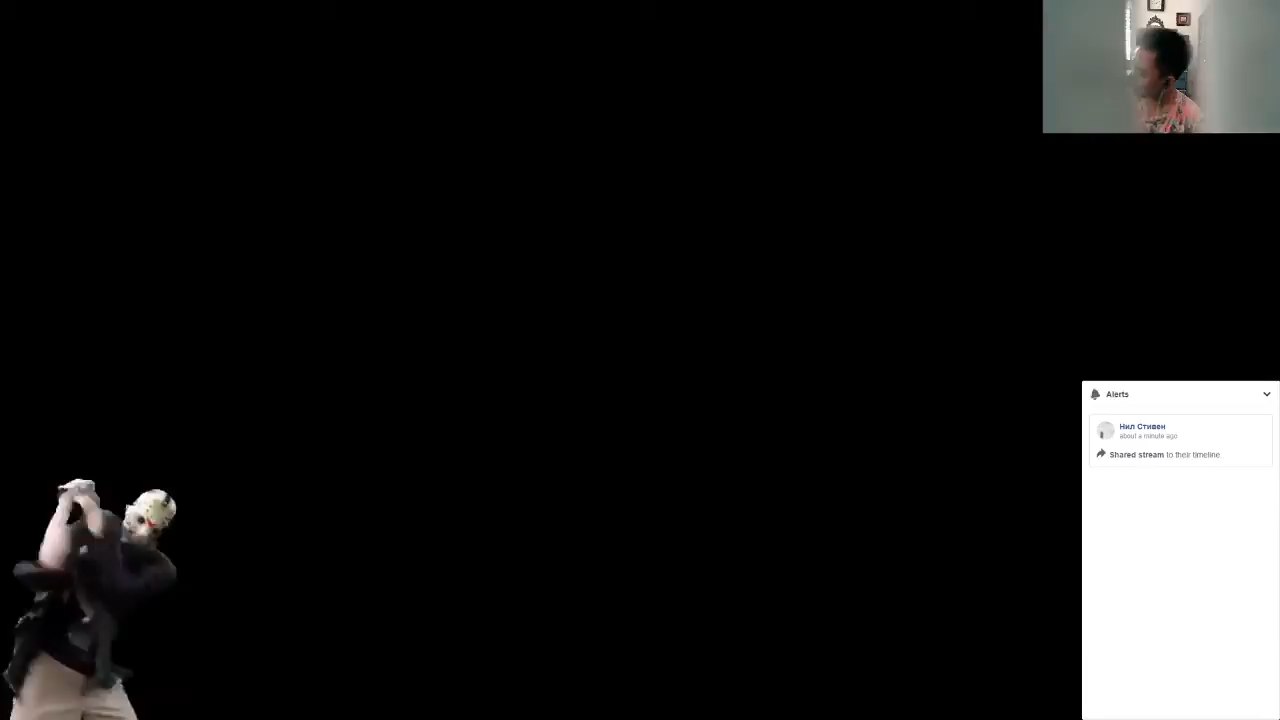 Alerts
Нил Стивен
about a minute ago
Shared stream to their timeline